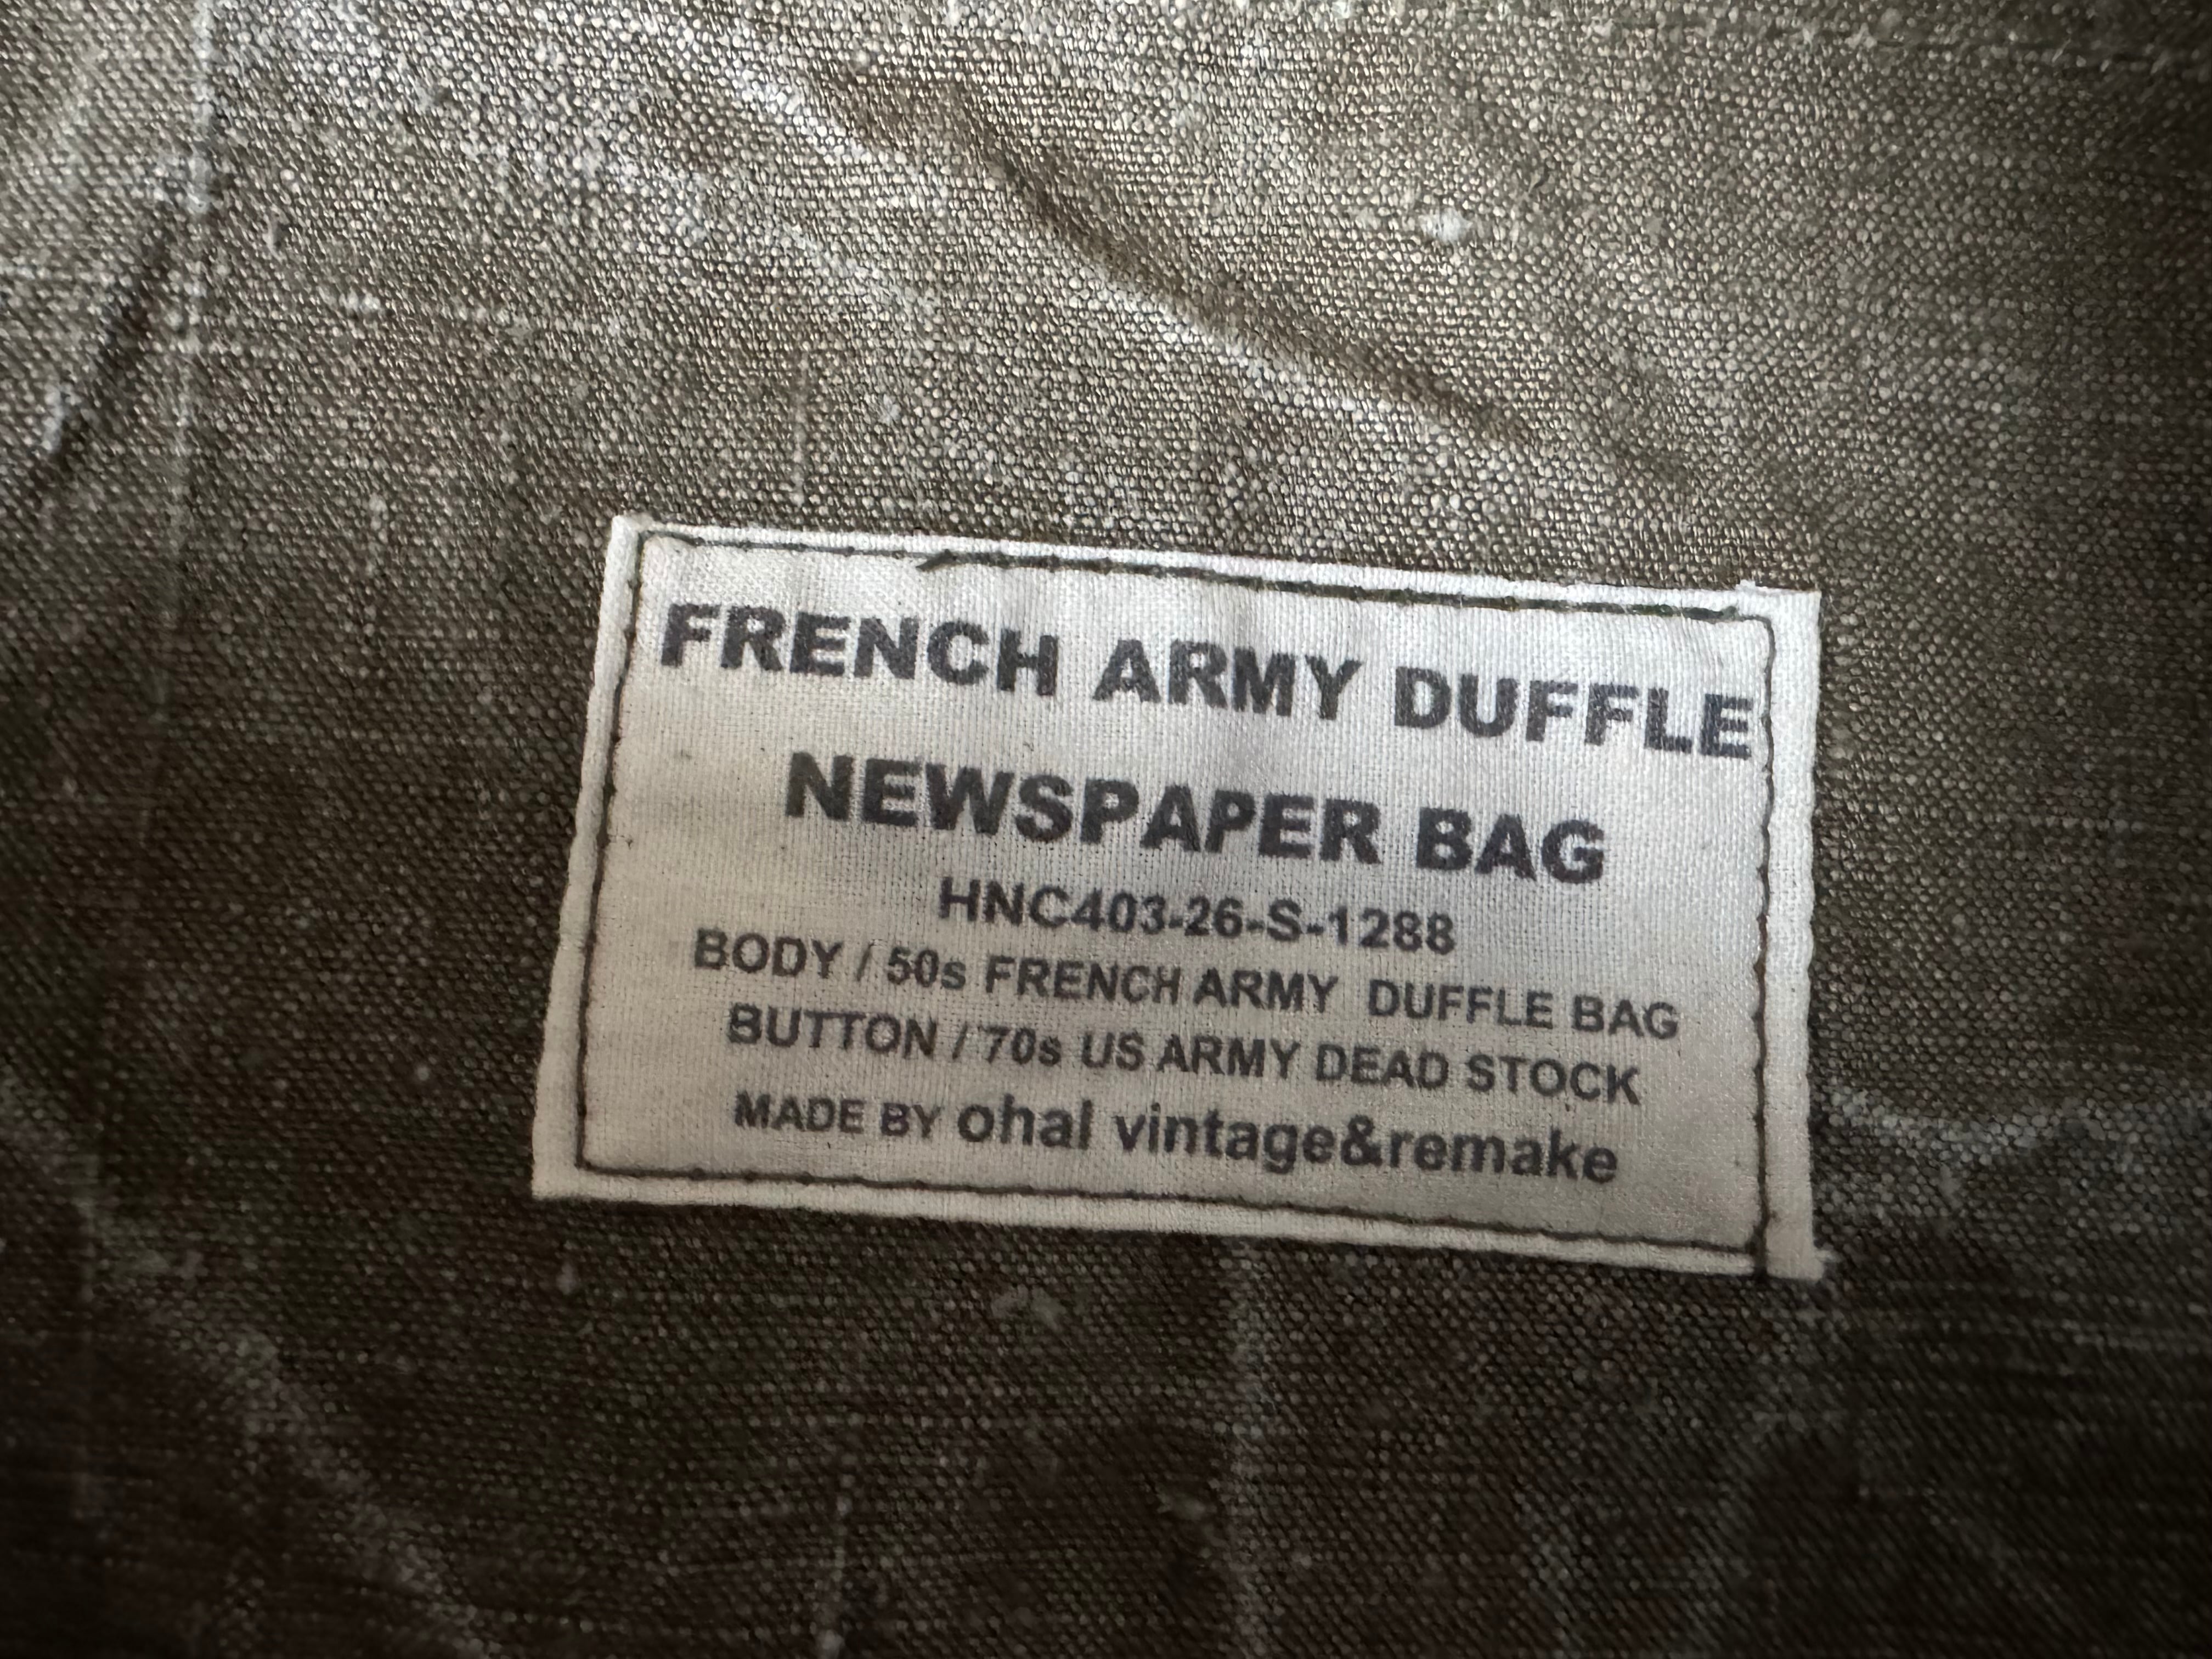 FRENCH ARMY DUFFLE
NEWSPAPER BAG
HNC403-26-S-1288
BODY / 50s FRENCH ARMY DUFFLE BAG
BUTTON / 70s US ARMY DEAD STOCK
MADE BY ohal vintage&remake